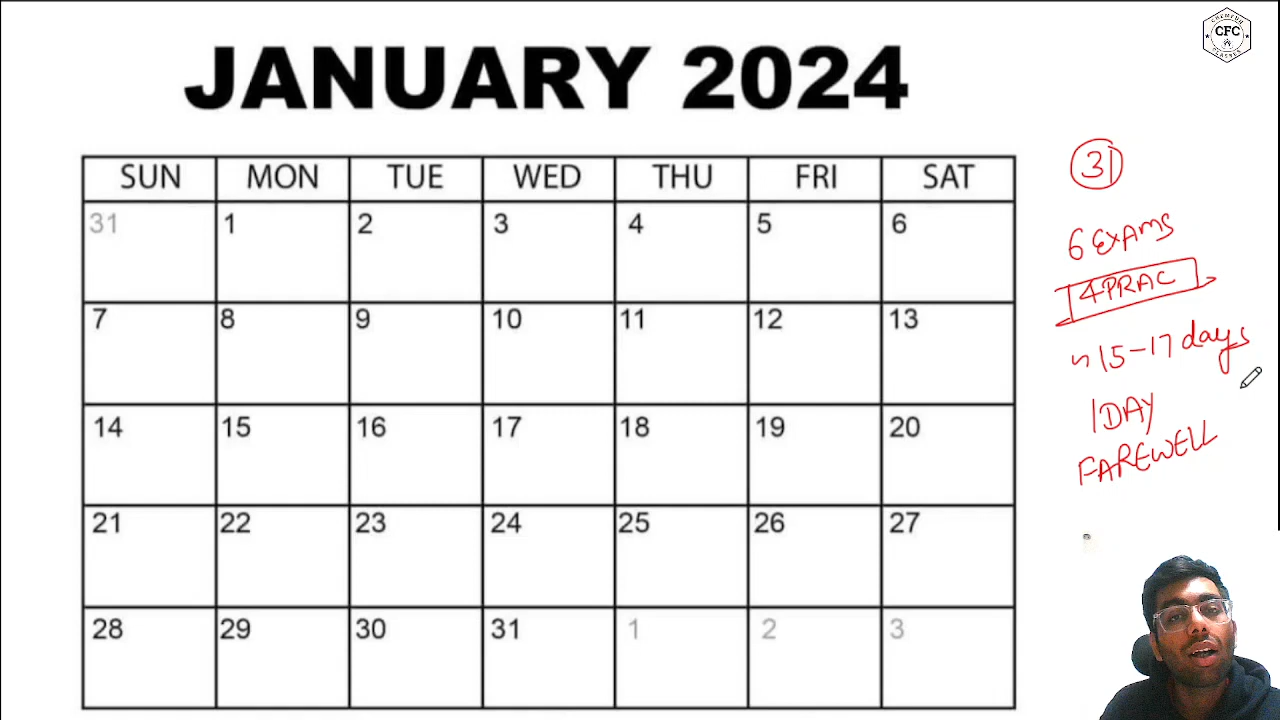 CFC
JANUARY 2024
SUN MON TUE WED THU FRI SAT
31 1 2 3 4 5 6
7 8 9 10 11 12 13
14 15 16 17 18 19 20
21 22 23 24 25 26 27
28 29 30 31 1 2 3
31
6 EXAMS
4 PRAC
15-17 days
1 DAY
FAREWELL